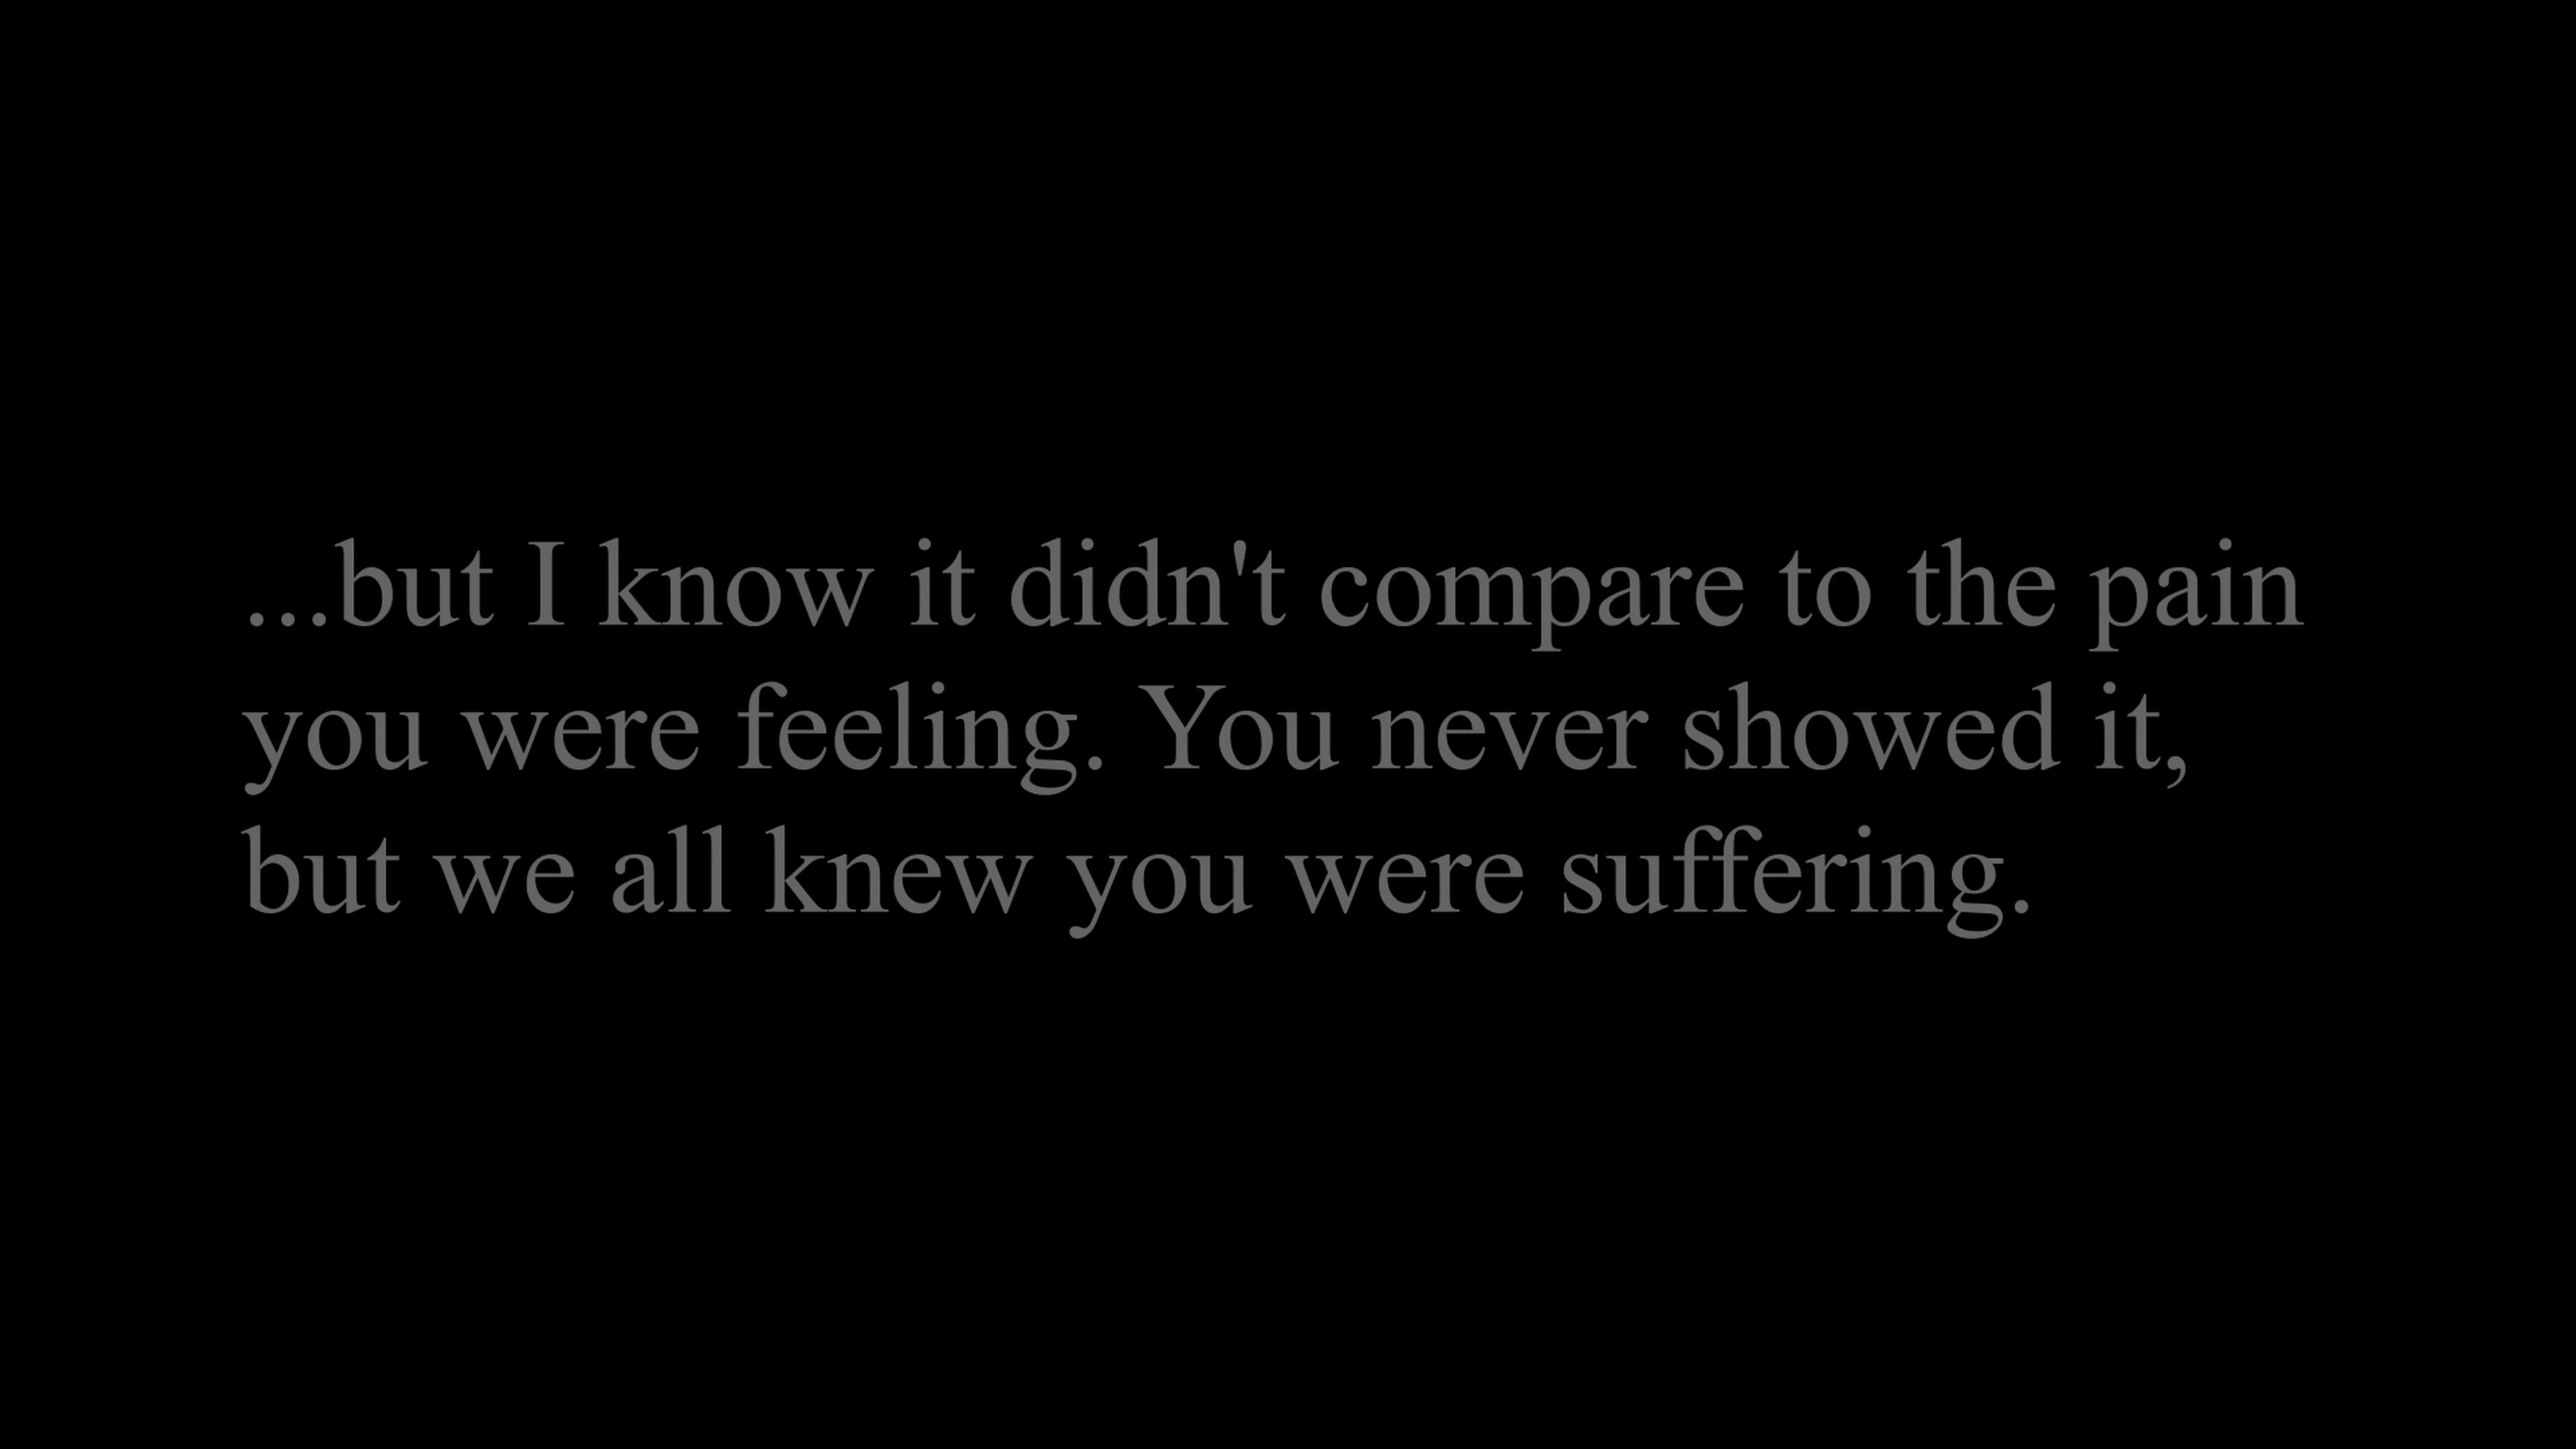 ...but I know it didn't compare to the pain
you were feeling. You never showed it,
but we all knew you were suffering.